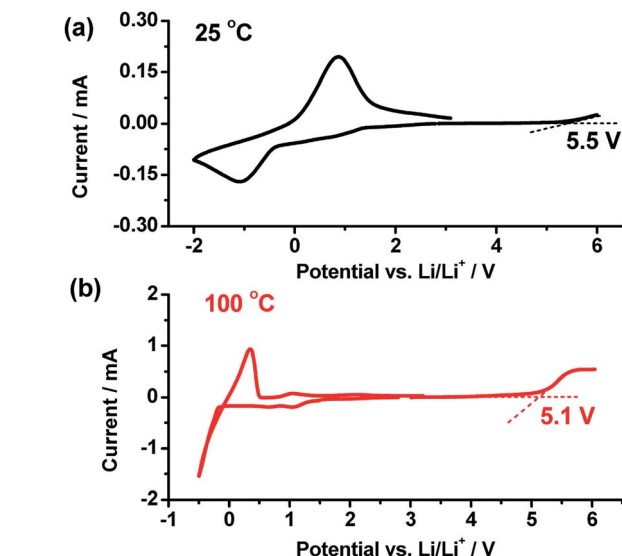 (a)
25 °C
0.30
0.15
0.00
-0.15
-0.30
Current / mA
5.5 V
-2 0 2 4 6
Potential vs. Li/Li⁺ / V
(b)
100 °C
2
1
0
-1
-2
Current / mA
5.1 V
-1 0 1 2 3 4 5 6
Potential vs. Li/Li⁺ / V